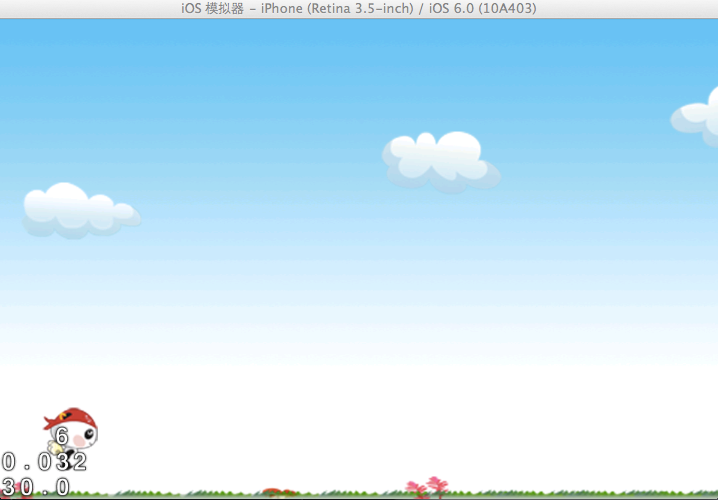 iOS 模拟器 – iPhone (Retina 3.5-inch) / iOS 6.0 (10A403)
6
0.032
30.0